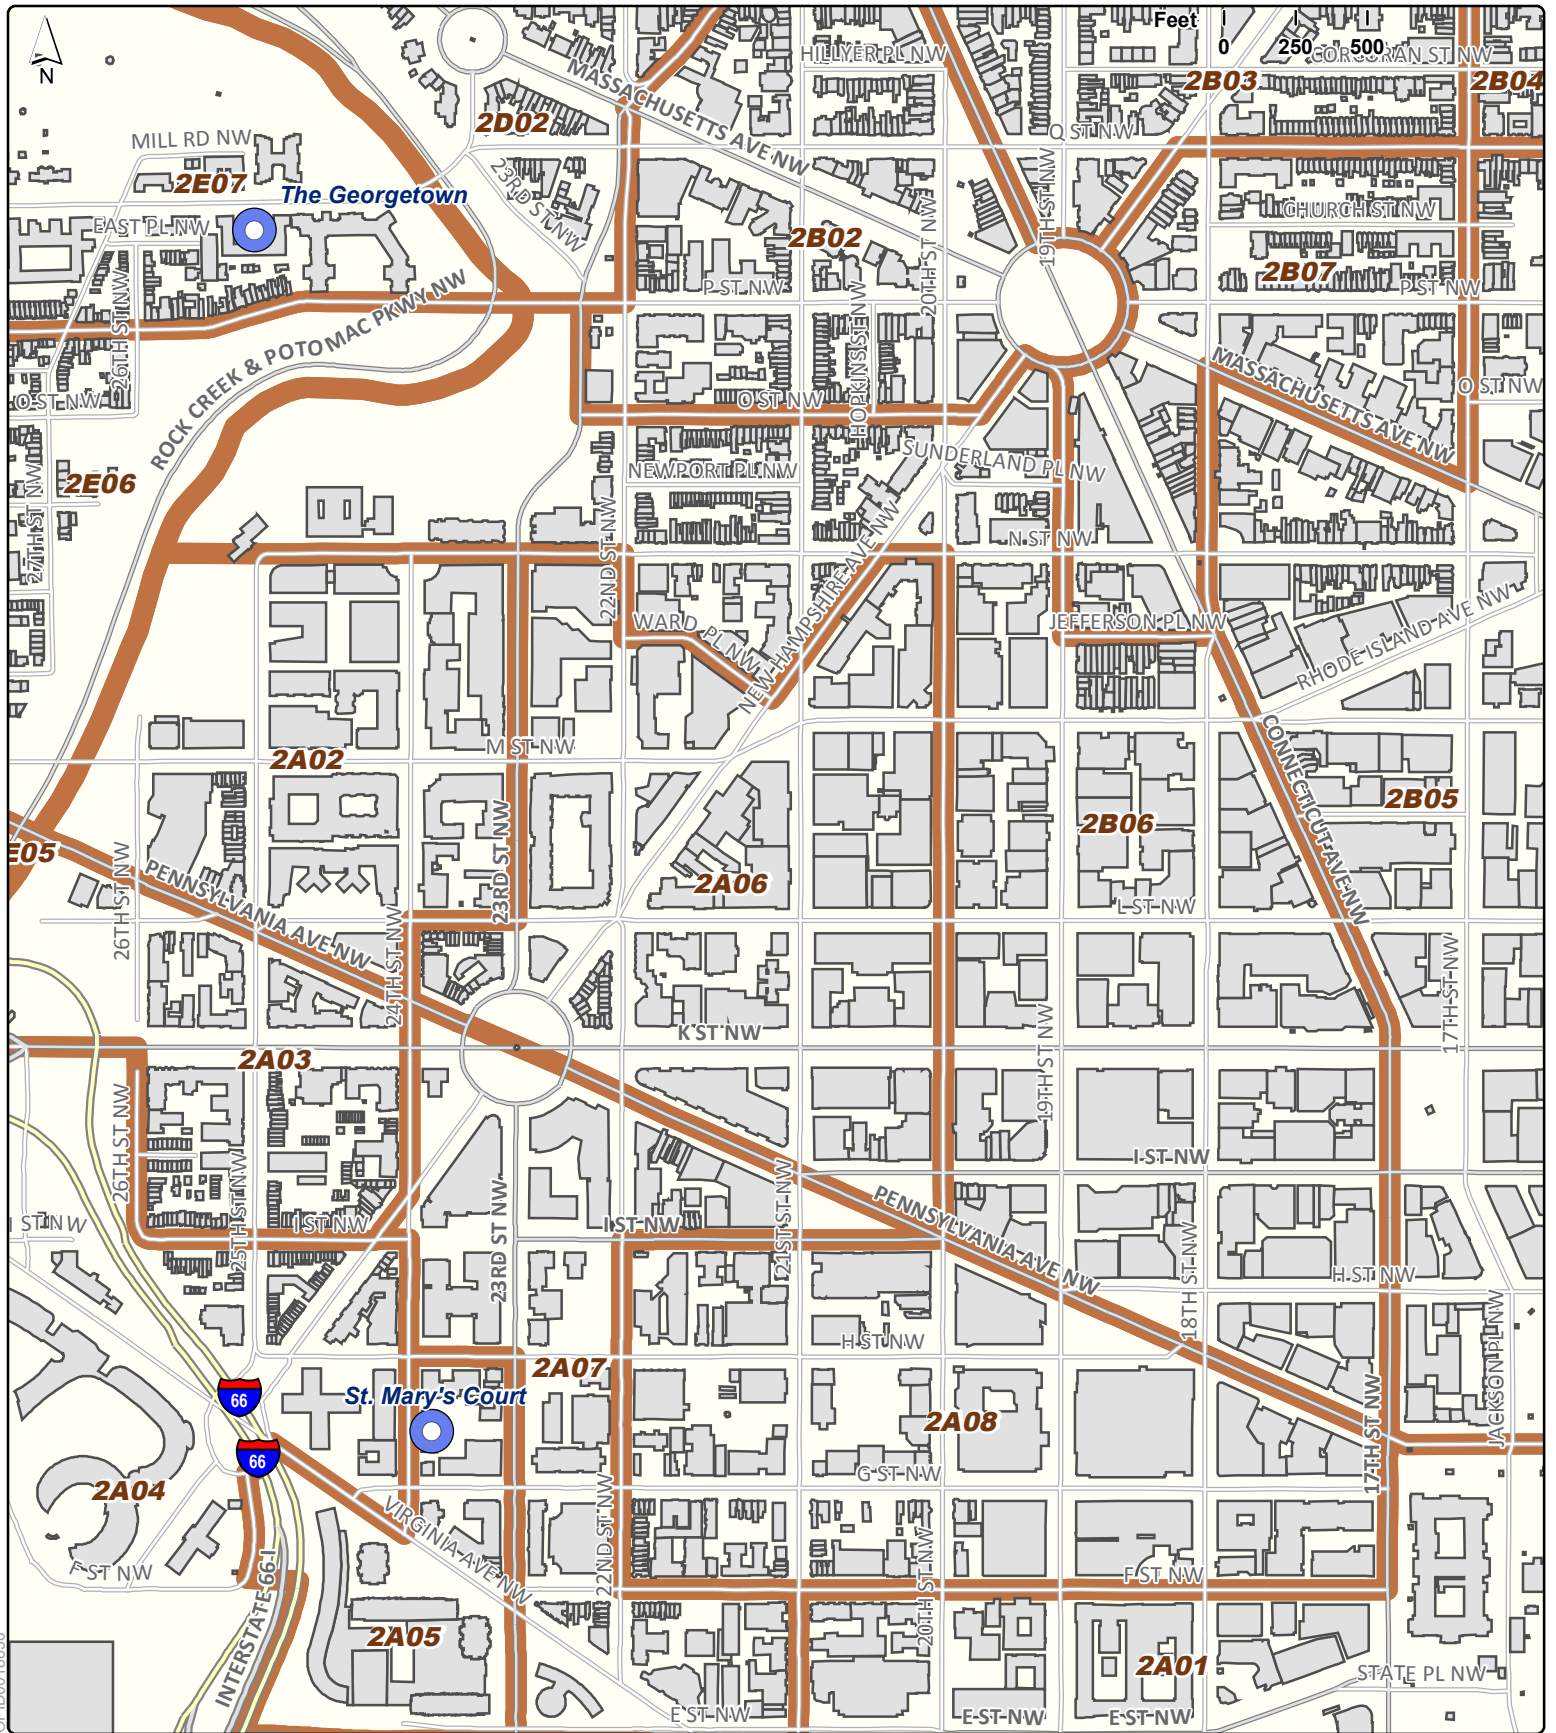 Feet
0 250 500
N
HILLYER PL NW
CORCORAN ST NW
MASSACHUSETTS AVE NW
2B03
2B04
2D02
Q ST NW
MILL RD NW
2E07
The Georgetown
23RD ST NW
19TH ST NW
20TH ST NW
CHURCH ST NW
EAST PL NW
2B02
2B07
P ST NW
P ST NW
26TH ST NW
ROCK CREEK & POTOMAC PKWY NW
HOPKINS ST NW
MASSACHUSETTS AVE NW
O ST NW
O ST NW
O ST NW
SUNDERLAND PL NW
NEWPORT PL NW
2E06
27TH ST NW
22ND ST NW
N ST NW
NEW HAMPSHIRE AVE NW
WARD PL NW
JEFFERSON PL NW
RHODE ISLAND AVE NW
M ST NW
2A02
CONNECTICUT AVE NW
2B05
2B06
E05
23RD ST NW
PENNSYLVANIA AVE NW
2A06
26TH ST NW
L ST NW
24TH ST NW
17TH ST NW
K ST NW
2A03
19TH ST NW
26TH ST NW
I ST NW
25TH ST NW
I ST NW
I ST NW
I ST NW
21ST ST NW
PENNSYLVANIA AVE NW
23RD ST NW
18TH ST NW
H ST NW
H ST NW
JACKSON PL NW
2A07
66
St. Mary's Court
2A08
17TH ST NW
66
G ST NW
2A04
VIRGINIA AVE NW
22ND ST NW
20TH ST NW
F ST NW
F ST NW
INTERSTATE 66 I
2A05
2A01
STATE PL NW
E ST NW
E ST NW
E ST NW